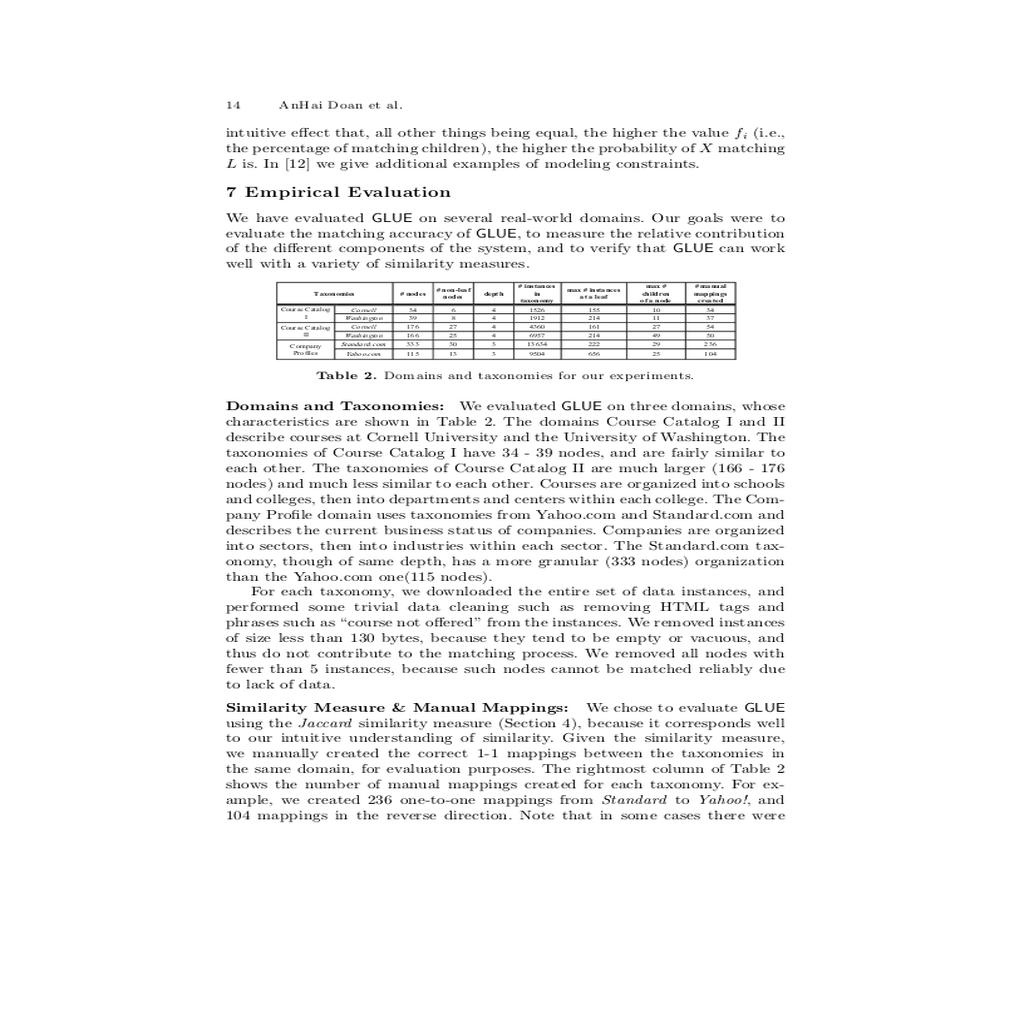 14 AnHai Doan et al.
intuitive effect that, all other things being equal, the higher the value fi (i.e.,
the percentage of matching children), the higher the probability of X matching
L is. In [12] we give additional examples of modeling constraints.
7 Empirical Evaluation
We have evaluated GLUE on several real-world domains. Our goals were to
evaluate the matching accuracy of GLUE, to measure the relative contribution
of the different components of the system, and to verify that GLUE can work
well with a variety of similarity measures.
Taxonomies # nodes # non-leaf nodes depth # instances in taxonomy max # instances at a leaf max # children of a node # manual mappings created
Course Catalog I Cornell 34 6 4 1526 155 10 34
Washington 39 8 4 1912 214 11 37
Course Catalog II Cornell 176 27 4 4360 161 27 54
Washington 166 25 4 6957 214 49 50
Company Profiles Standard.com 333 30 3 13634 222 29 236
Yahoo.com 115 13 3 9504 656 25 104
Table 2. Domains and taxonomies for our experiments.
Domains and Taxonomies: We evaluated GLUE on three domains, whose
characteristics are shown in Table 2. The domains Course Catalog I and II
describe courses at Cornell University and the University of Washington. The
taxonomies of Course Catalog I have 34 - 39 nodes, and are fairly similar to
each other. The taxonomies of Course Catalog II are much larger (166 - 176
nodes) and much less similar to each other. Courses are organized into schools
and colleges, then into departments and centers within each college. The Com-
pany Profile domain uses taxonomies from Yahoo.com and Standard.com and
describes the current business status of companies. Companies are organized
into sectors, then into industries within each sector. The Standard.com tax-
onomy, though of same depth, has a more granular (333 nodes) organization
than the Yahoo.com one(115 nodes).
For each taxonomy, we downloaded the entire set of data instances, and
performed some trivial data cleaning such as removing HTML tags and
phrases such as “course not offered” from the instances. We removed instances
of size less than 130 bytes, because they tend to be empty or vacuous, and
thus do not contribute to the matching process. We removed all nodes with
fewer than 5 instances, because such nodes cannot be matched reliably due
to lack of data.
Similarity Measure & Manual Mappings: We chose to evaluate GLUE
using the Jaccard similarity measure (Section 4), because it corresponds well
to our intuitive understanding of similarity. Given the similarity measure,
we manually created the correct 1-1 mappings between the taxonomies in
the same domain, for evaluation purposes. The rightmost column of Table 2
shows the number of manual mappings created for each taxonomy. For ex-
ample, we created 236 one-to-one mappings from Standard to Yahoo!, and
104 mappings in the reverse direction. Note that in some cases there were